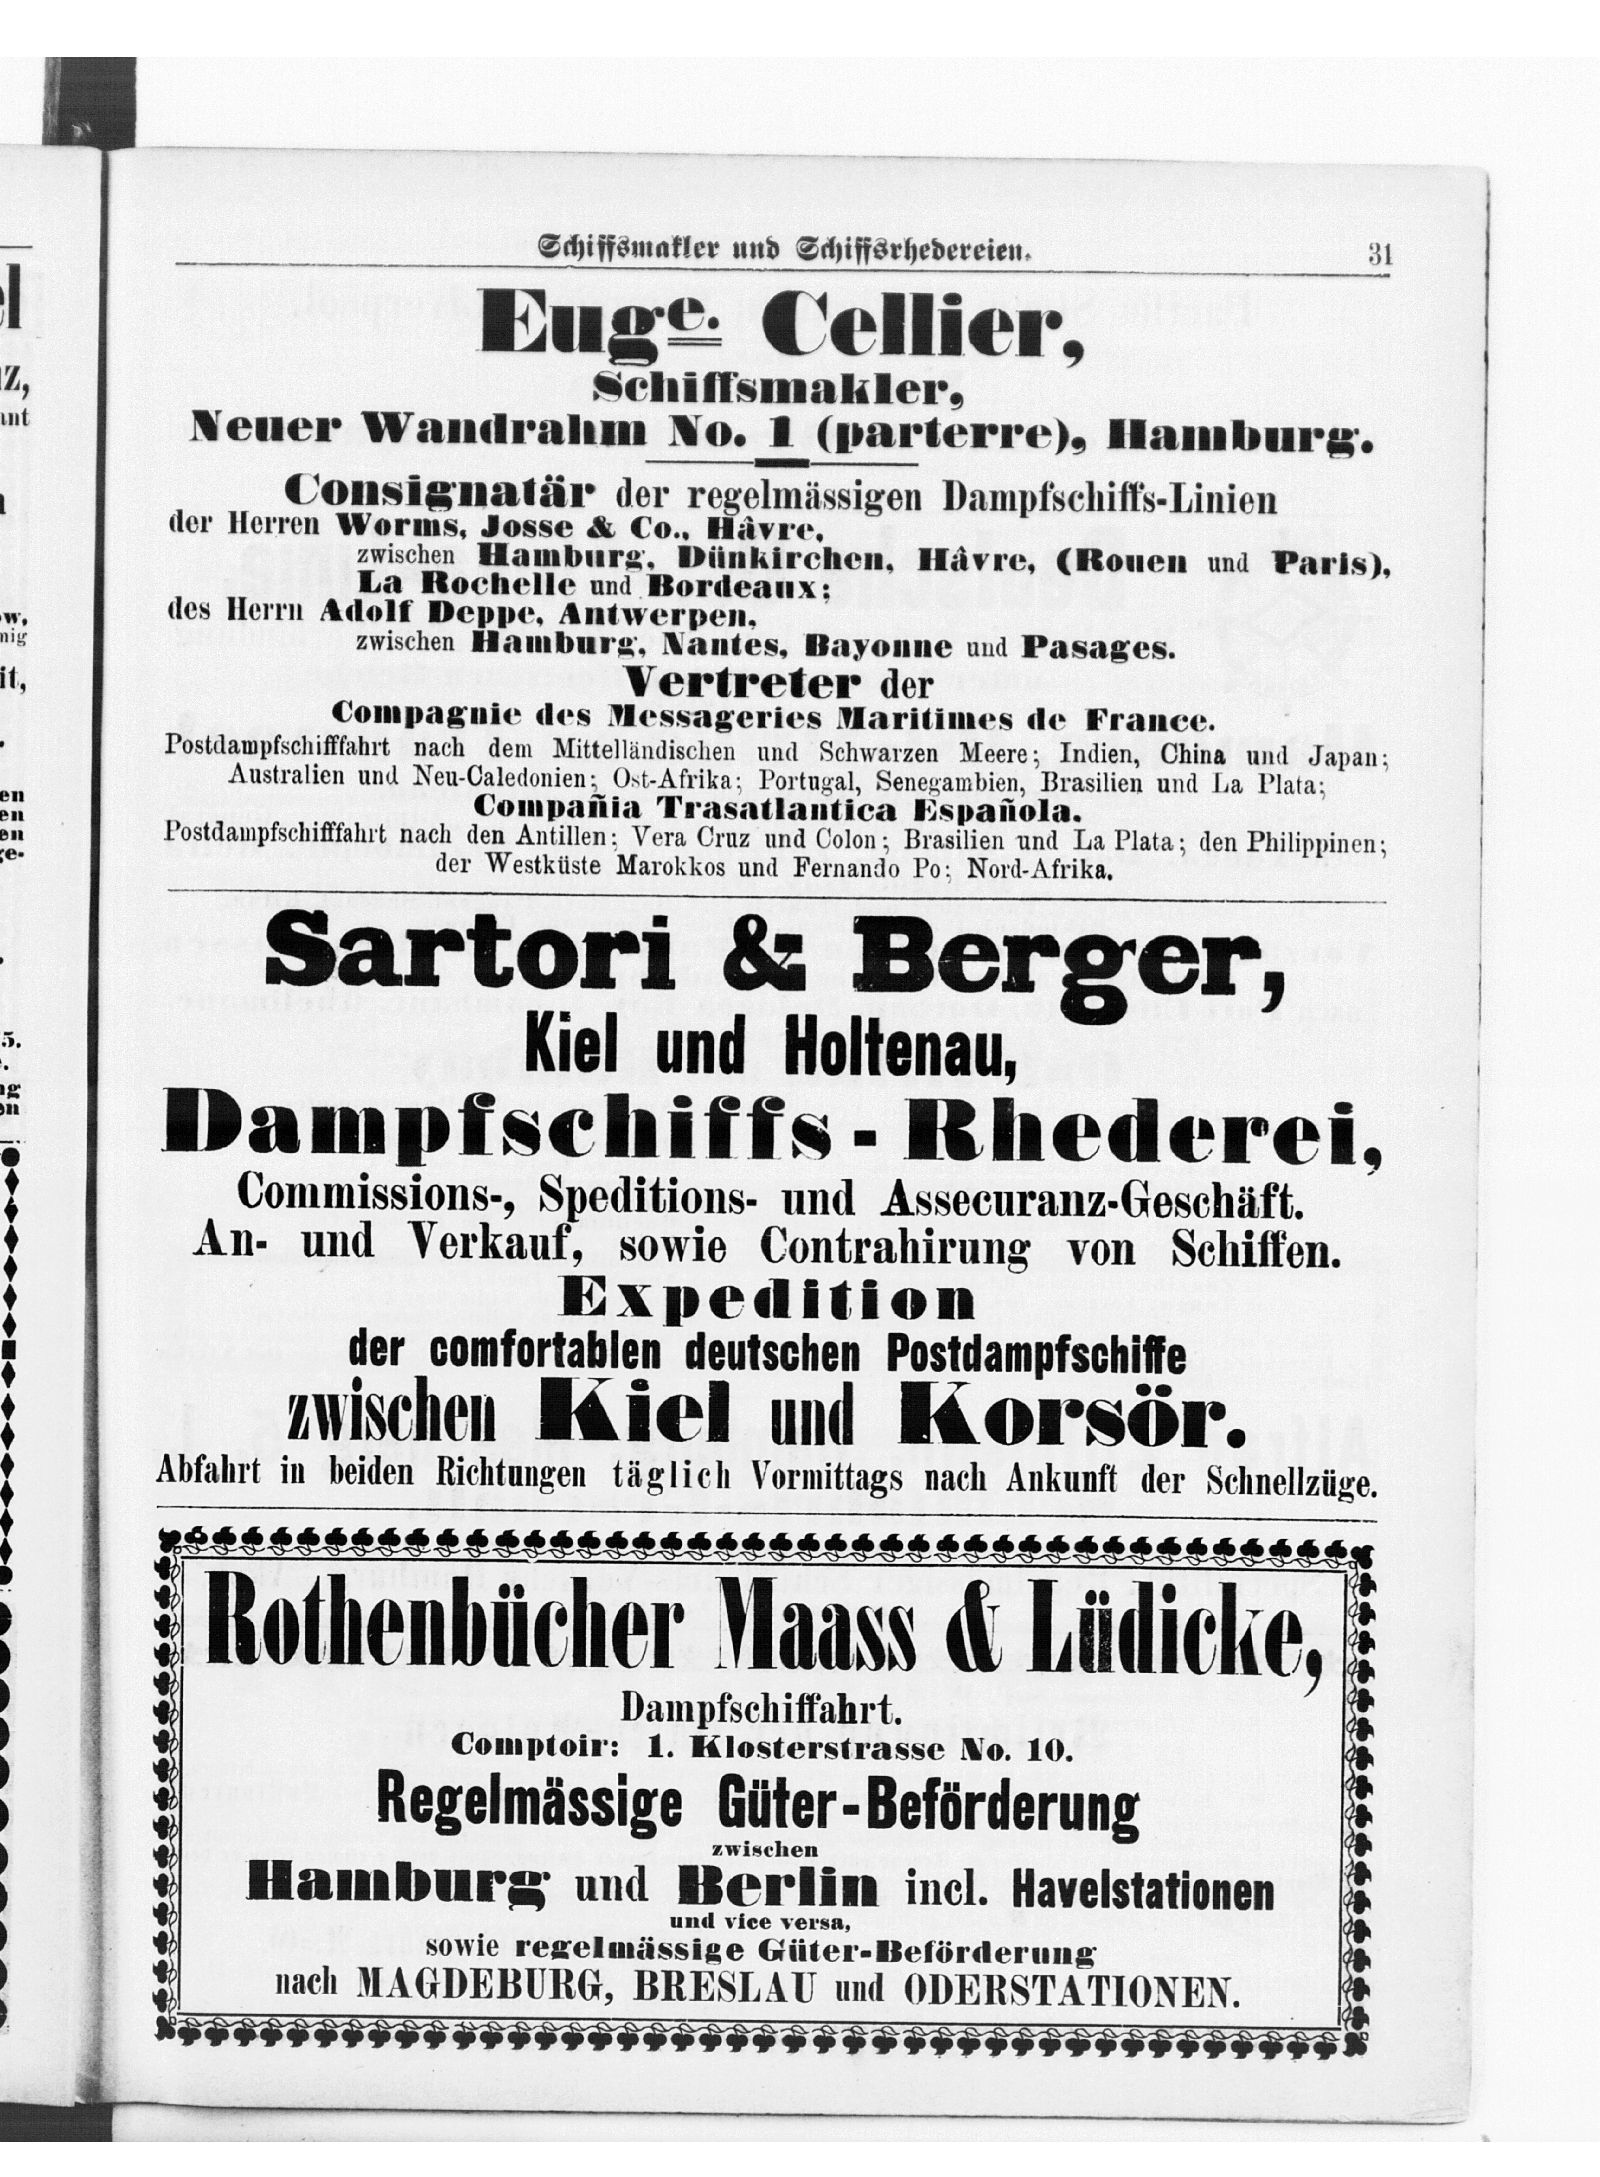 Schiffsmakler und Schiffsrhedereien.
31
Euge. Cellier,
Schiffsmakler,
Neuer Wandrahm No. 1 (parterre), Hamburg.
Consignatär der regelmässigen Dampfschiffs-Linien
der Herren Worms, Josse & Co., Hâvre,
zwischen Hamburg, Dünkirchen, Hâvre, (Rouen und Paris),
La Rochelle und Bordeaux;
des Herrn Adolf Deppe, Antwerpen,
zwischen Hamburg, Nantes, Bayonne und Pasages.
Vertreter der
Compagnie des Messageries Maritimes de France.
Postdampfschifffahrt nach dem Mittelländischen und Schwarzen Meere; Indien, China und Japan;
Australien und Neu-Caledonien; Ost-Afrika; Portugal, Senegambien, Brasilien und La Plata;
Compañia Trasatlantica Española.
Postdampfschifffahrt nach den Antillen; Vera Cruz und Colon; Brasilien und La Plata; den Philippinen;
der Westküste Marokkos und Fernando Po; Nord-Afrika.
Sartori & Berger,
Kiel und Holtenau,
Dampfschiffs-Rhederei,
Commissions-, Speditions- und Assecuranz-Geschäft.
An- und Verkauf, sowie Contrahirung von Schiffen.
Expedition
der comfortablen deutschen Postdampfschiffe
zwischen Kiel und Korsör.
Abfahrt in beiden Richtungen täglich Vormittags nach Ankunft der Schnellzüge.
Rothenbücher Maass & Lüdicke,
Dampfschiffahrt.
Comptoir: 1. Klosterstrasse No. 10.
Regelmässige Güter-Beförderung
zwischen
Hamburg und Berlin incl. Havelstationen
und vice versa,
sowie regelmässige Güter-Beförderung
nach MAGDEBURG, BRESLAU und ODERSTATIONEN.